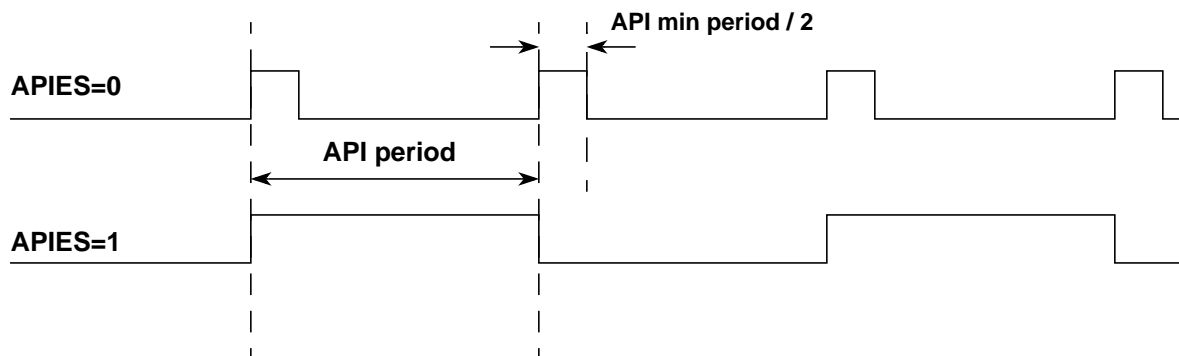 API min period / 2
APIES=0
API period
APIES=1